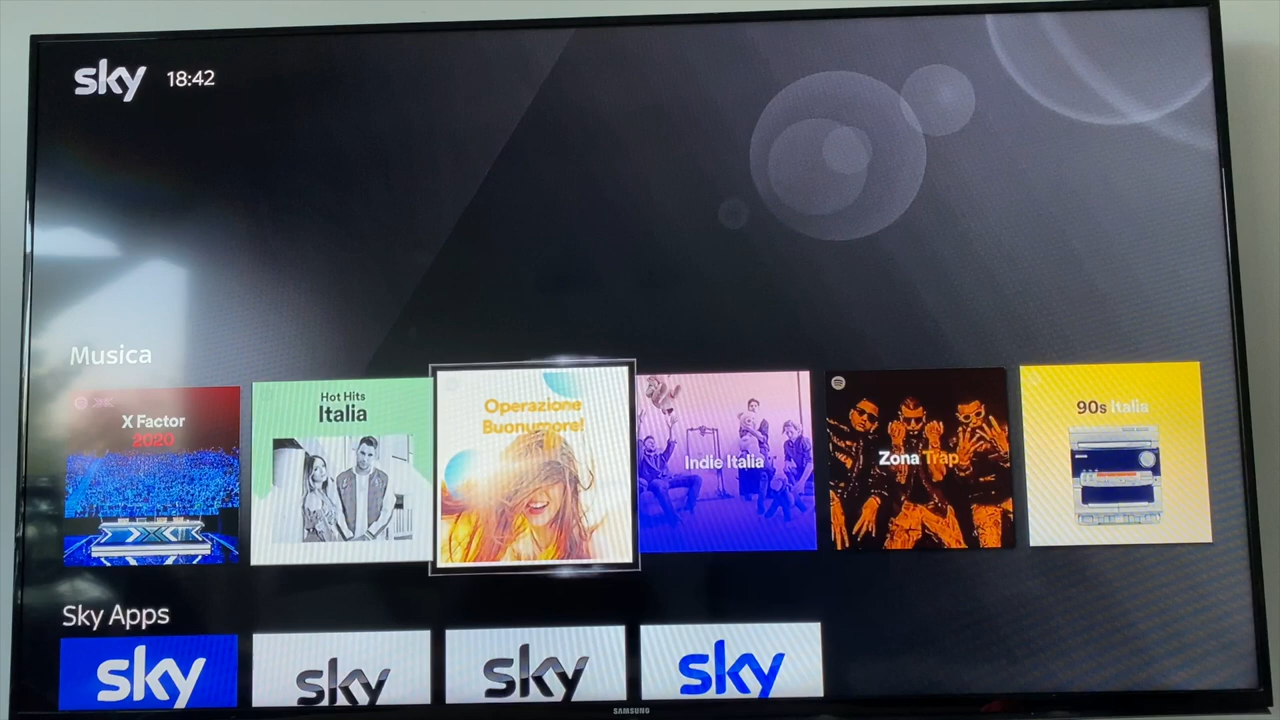 sky 18:42
Musica
X Factor
2020
Hot Hits
Italia
Operazione
Buonumore!
Indie Italia
Zona Trap
90s Italia
Sky Apps
sky
sky
sky
sky
SAMSUNG